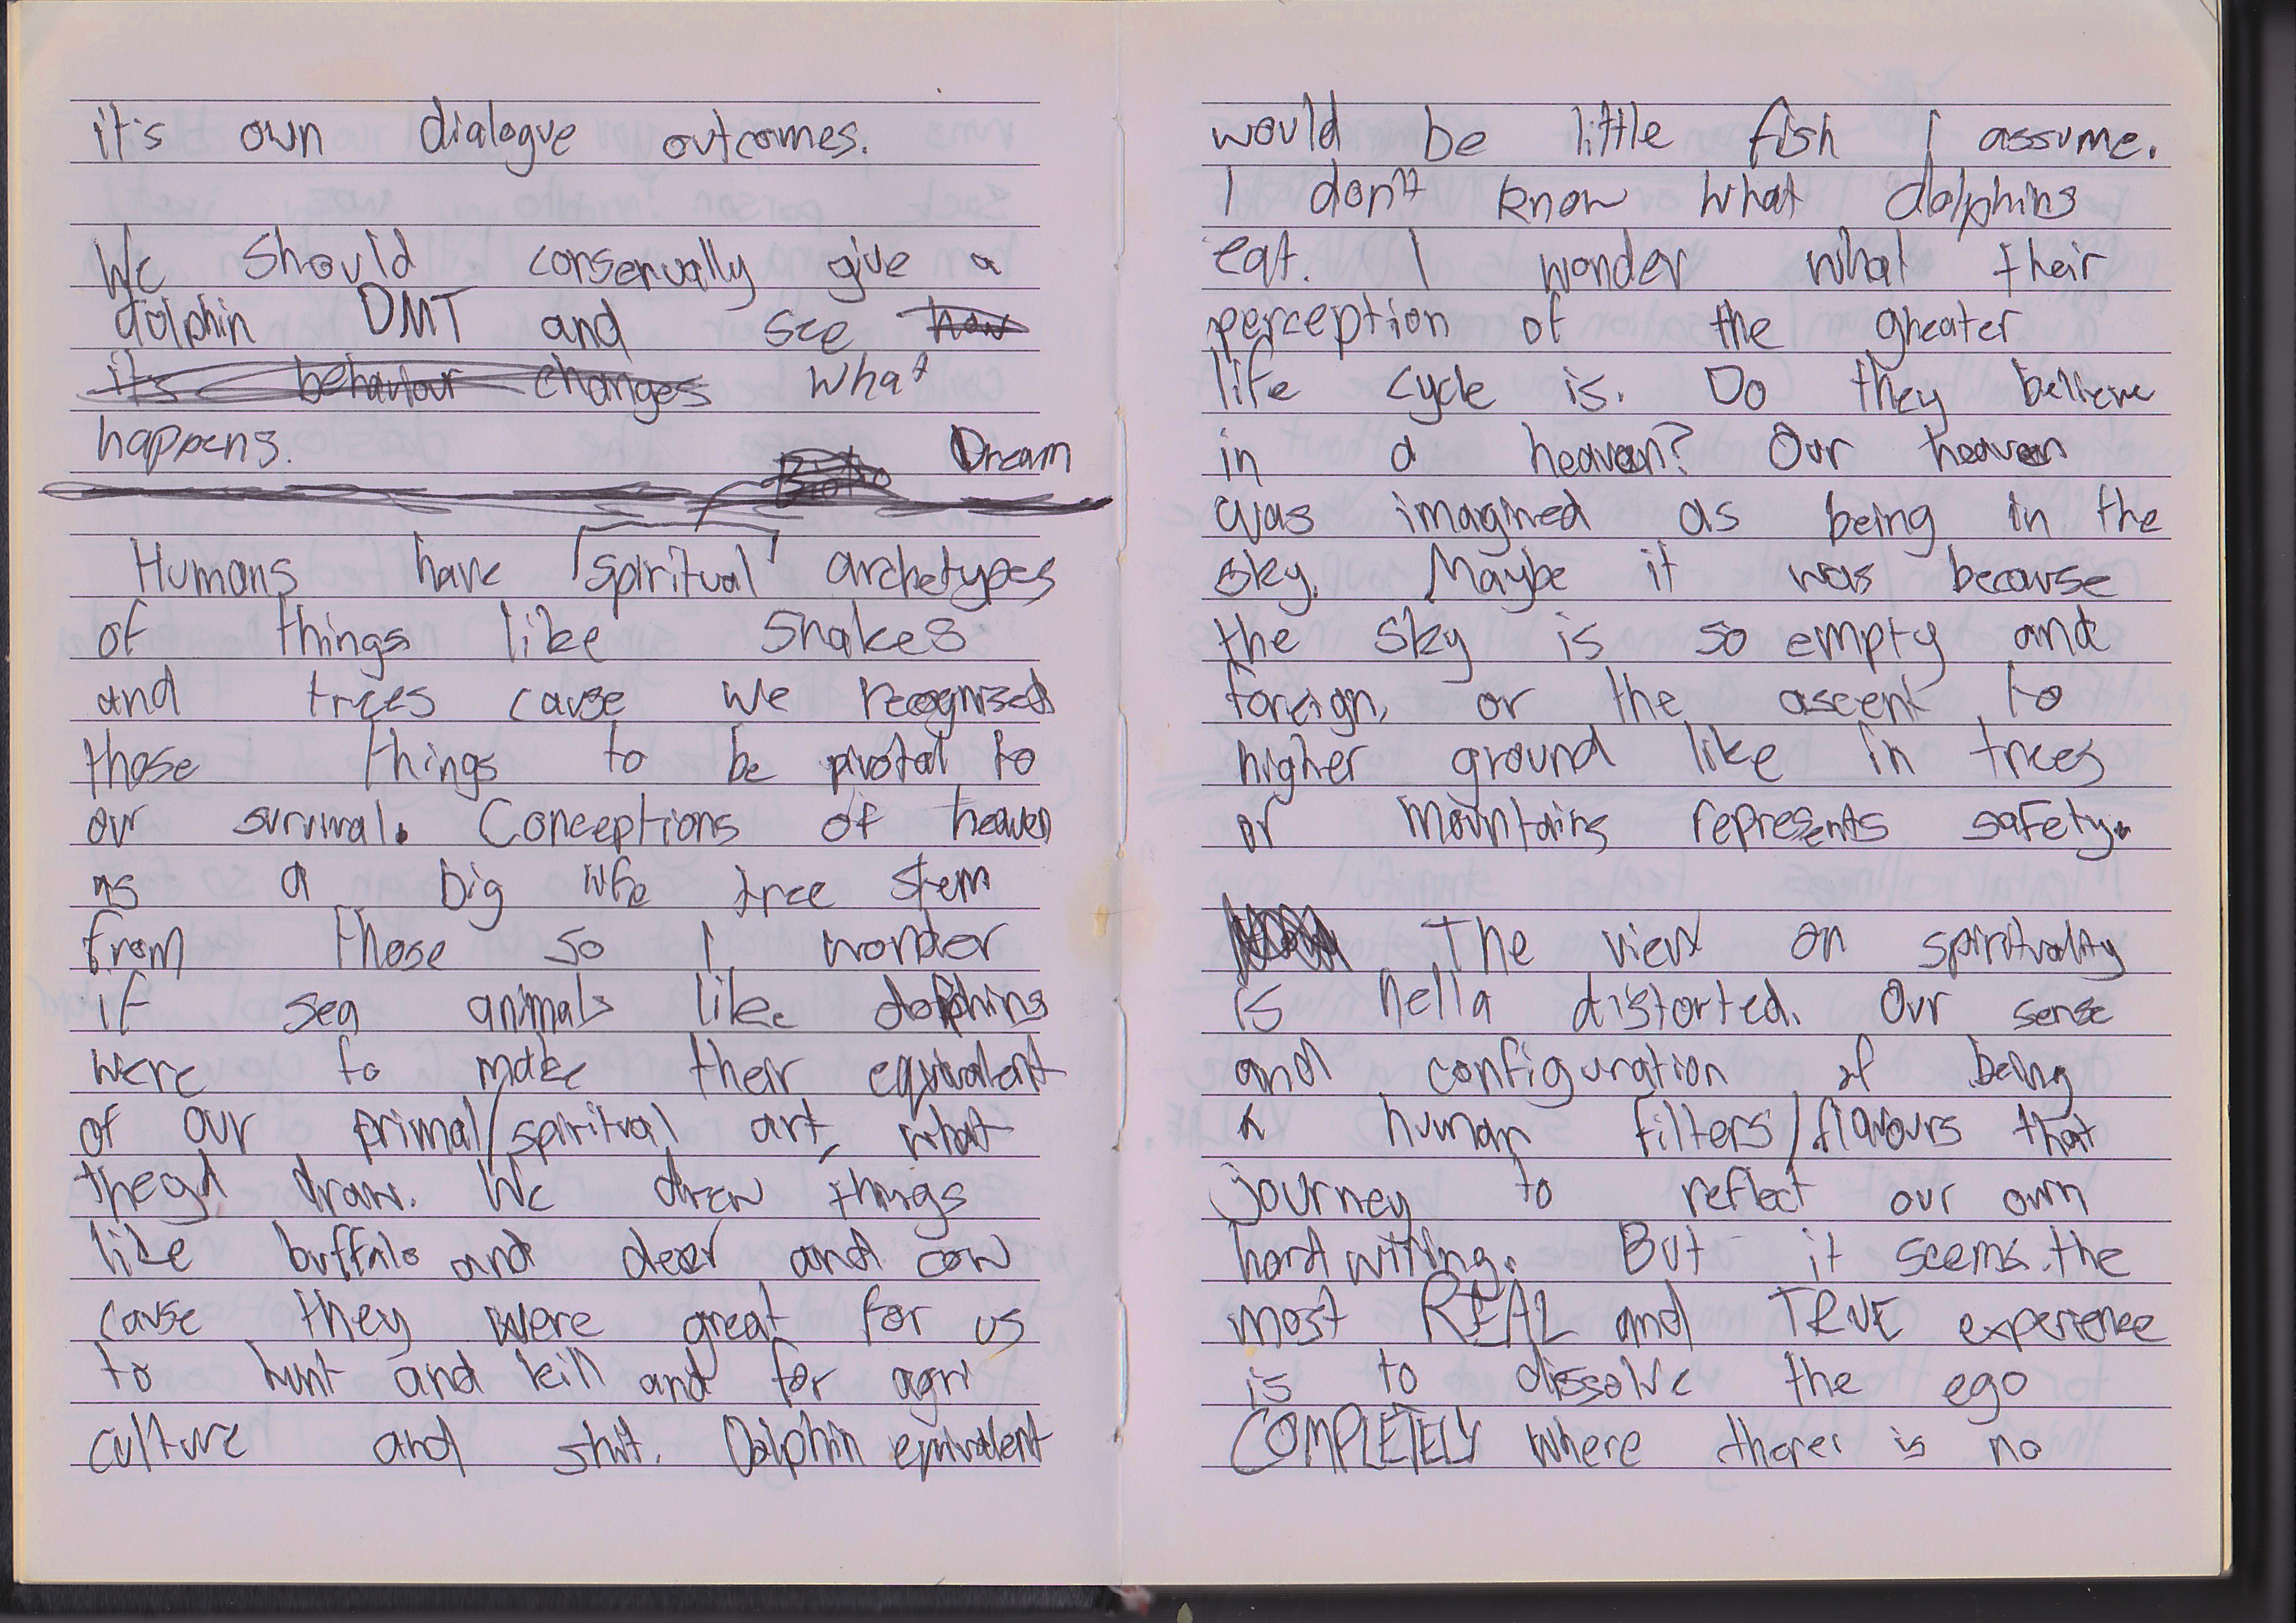 it's own dialogue outcomes.
We should consensually give a
dolphin DMT and see how
its behaviour changes what
happens.
Dream
Humans have [spiritual] archetypes
of things like snakes
and trees cause we recognised
those things to be pivotal to
our survival. Conceptions of heaven
as a big tree stem
from those so I wonder
if sea animals like dolphins
were to make their equivalent
of our primal/spiritual art, what
they'd draw. We drew things
like buffalo and deer and cow
cause they were great for us
to hunt and kill and for agri
culture and shit. Dolphin equivalent
would be little fish I assume.
I don't know what dolphins
eat. I wonder what their
perception of the greater
life cycle is. Do they believe
in a heaven? Our heaven
was imagined as being in the
sky. Maybe it was because
the sky is so empty and
foreign, or the ascent to
higher ground like in trees
or mountains represents safety.
The view on spirituality
is hella distorted. Our sense
and configuration of being
a human filters/flavours that
journey to reflect our own
hand writing. But it seems the
most REAL and TRUE experience
is to dissolve the ego
COMPLETELY where there is no